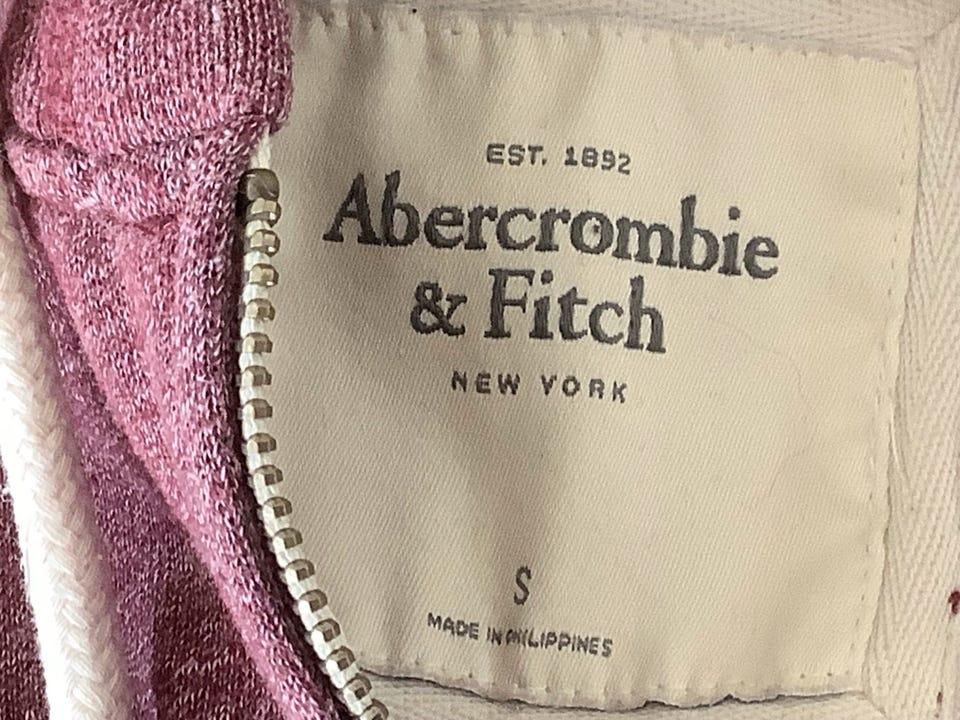 EST. 1892
Abercrombie
& Fitch
NEW YORK
S
MADE IN PHILIPPINES